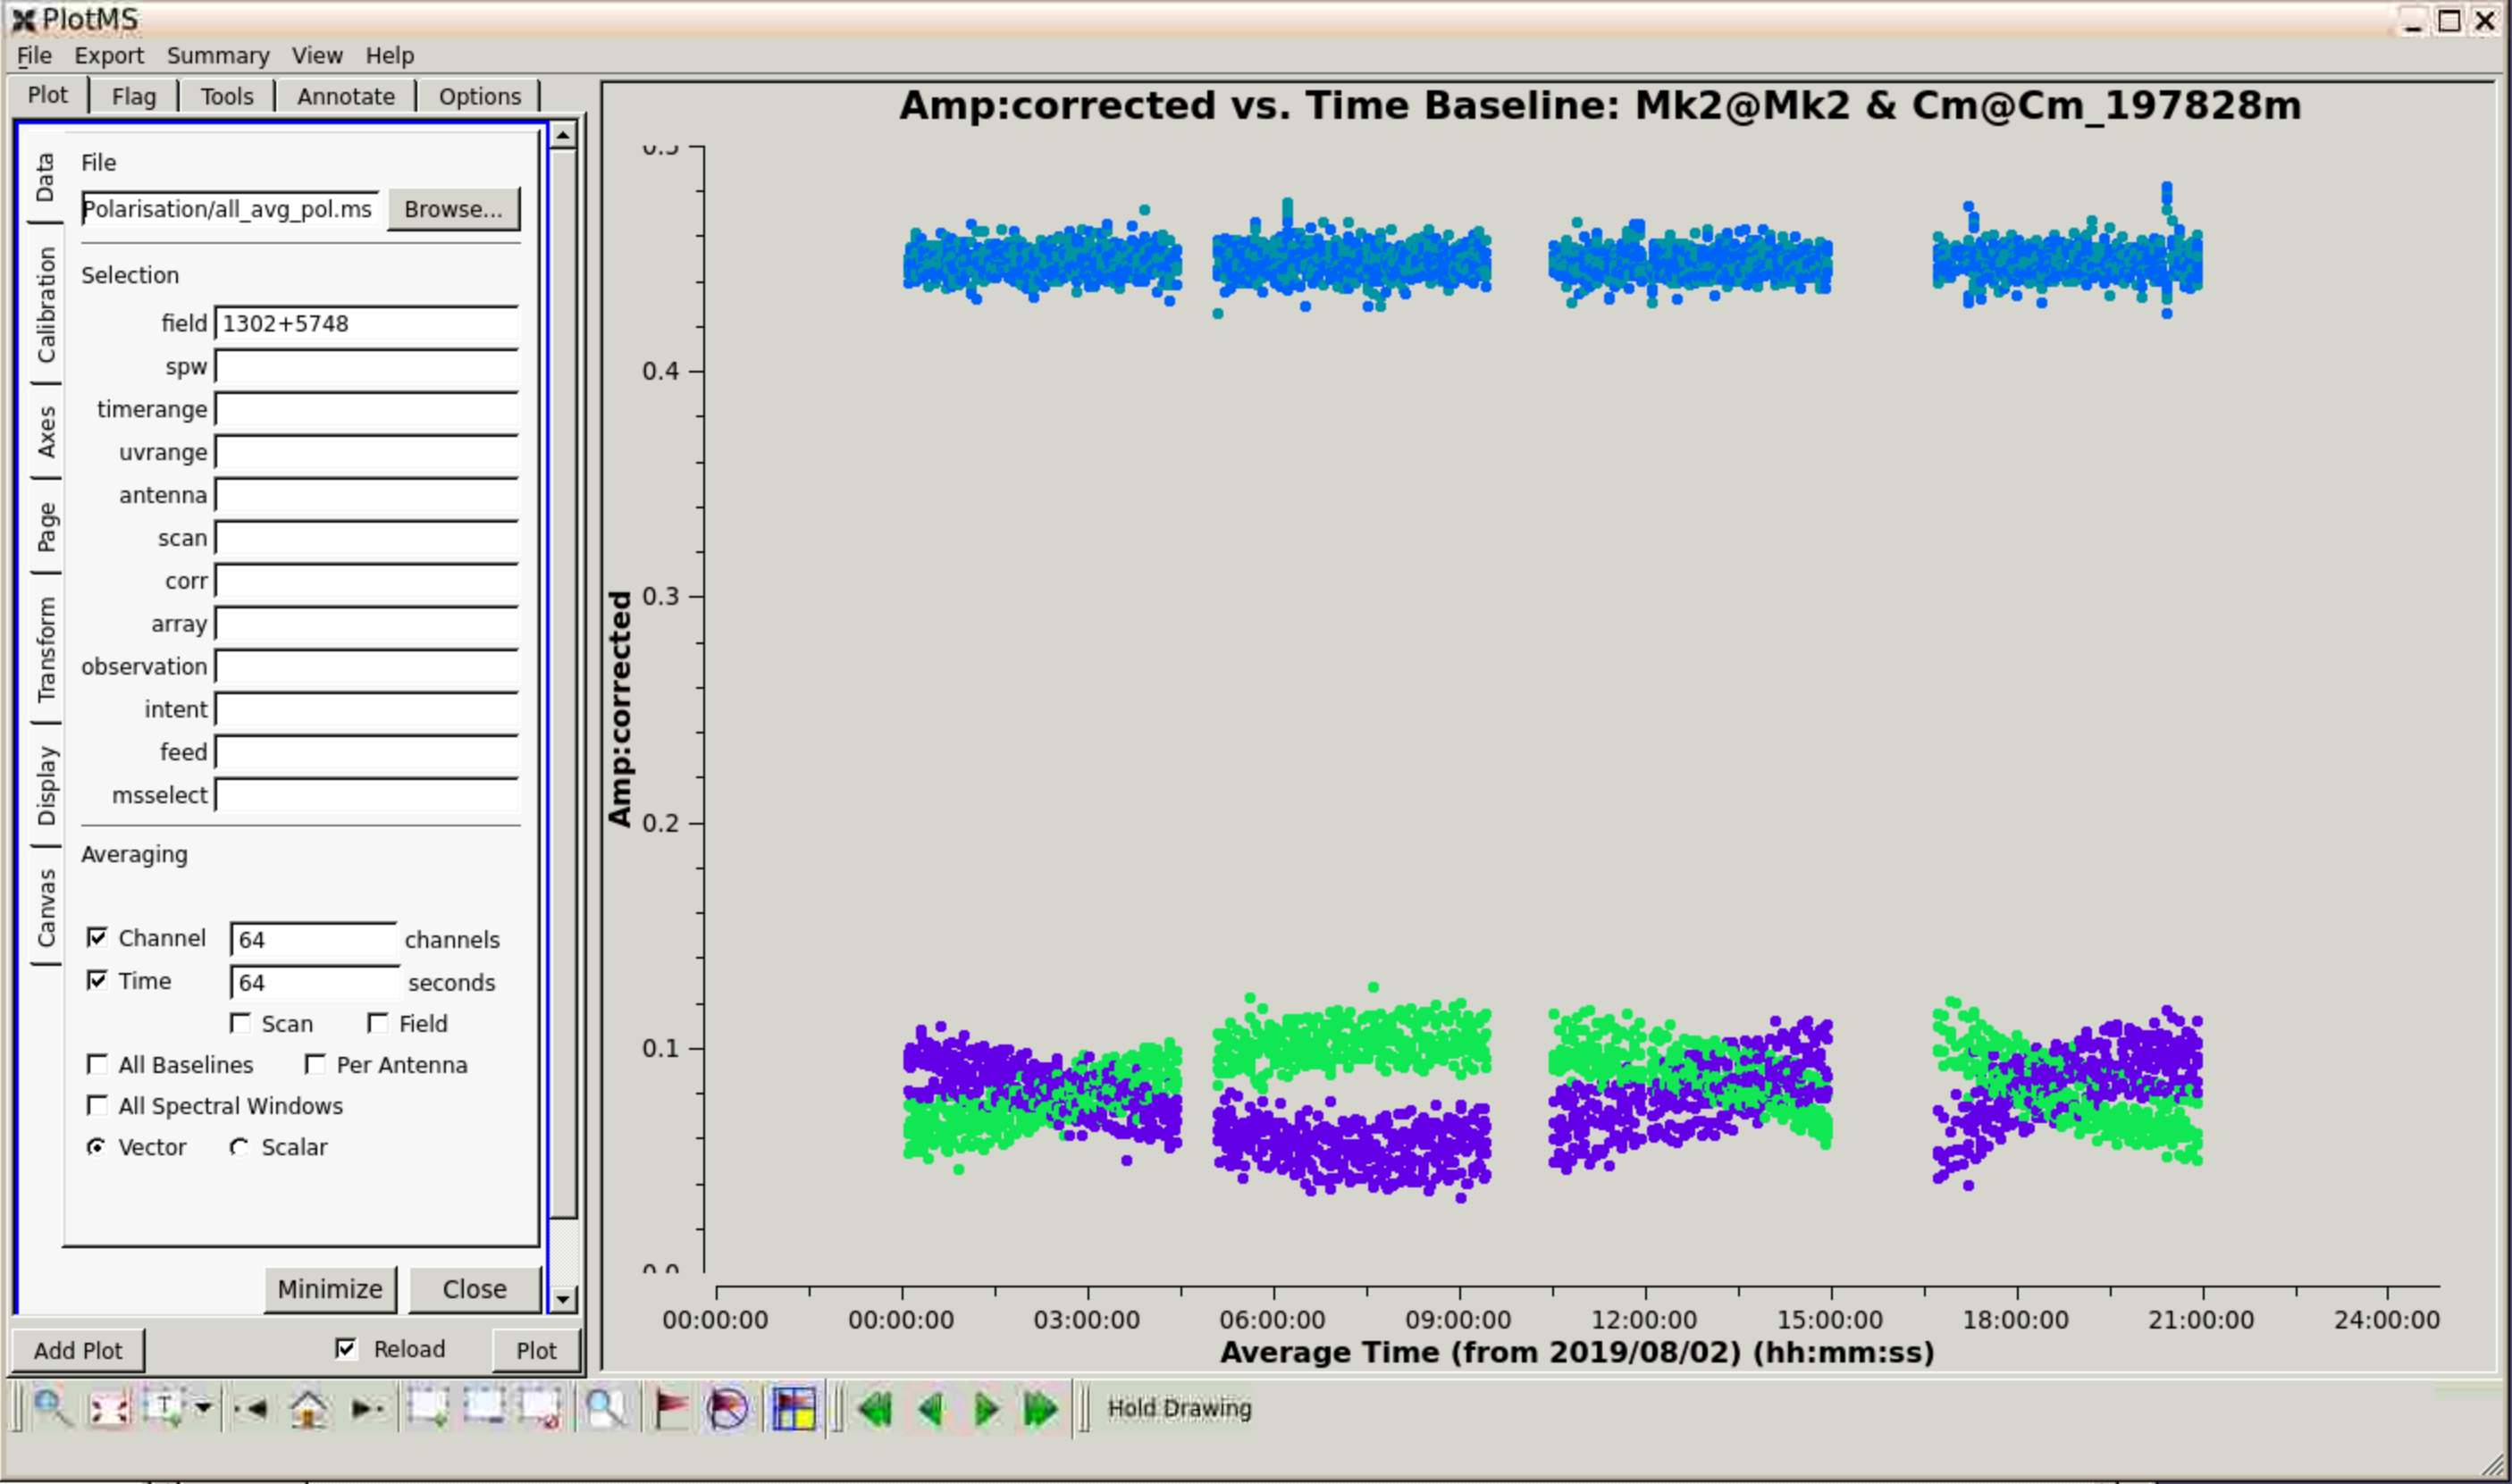 PlotMS
File Export Summary View Help
Plot Flag Tools Annotate Options
Data
Calibration
Axes
Page
Transform
Display
Canvas
File
Polarisation/all_avg_pol.ms Browse...
Selection
field 1302+5748
spw
timerange
uvrange
antenna
scan
corr
array
observation
intent
feed
msselect
Averaging
Channel 64 channels
Time 64 seconds
Scan Field
All Baselines Per Antenna
All Spectral Windows
Vector Scalar
Minimize Close
Add Plot Reload Plot
Amp:corrected vs. Time Baseline: Mk2@Mk2 & Cm@Cm_197828m
Amp:corrected
0.5
0.4
0.3
0.2
0.1
0.0
00:00:00 00:00:00 03:00:00 06:00:00 09:00:00 12:00:00 15:00:00 18:00:00 21:00:00 24:00:00
Average Time (from 2019/08/02) (hh:mm:ss)
T
Hold Drawing